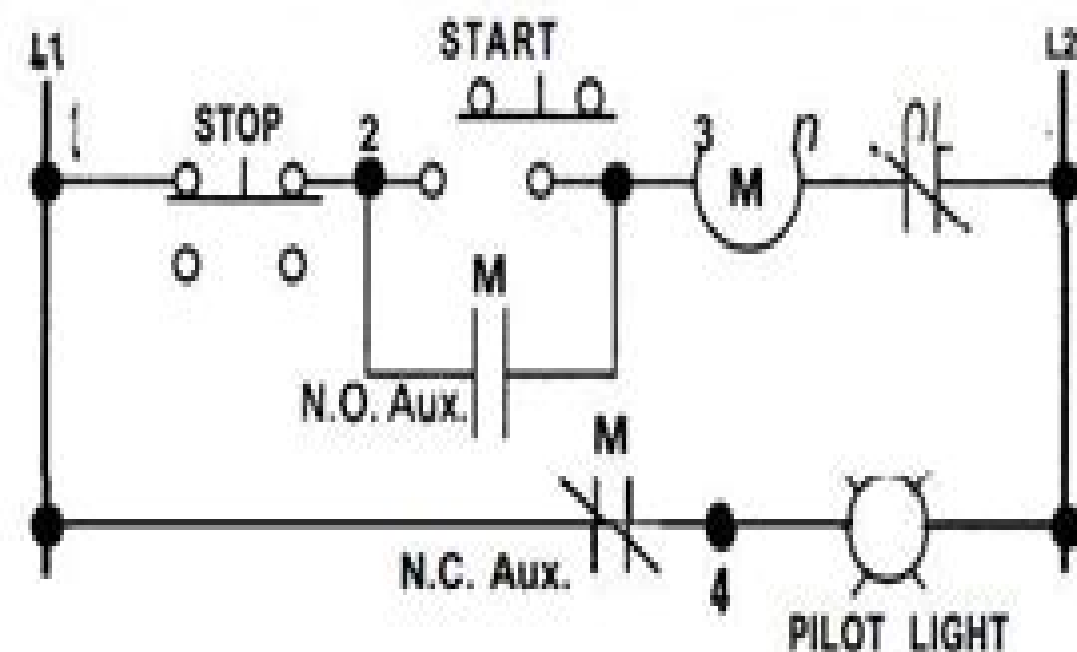 START
L1
L2
STOP
2
3
M
M
N.O. Aux.
M
N.C. Aux.
4
PILOT LIGHT